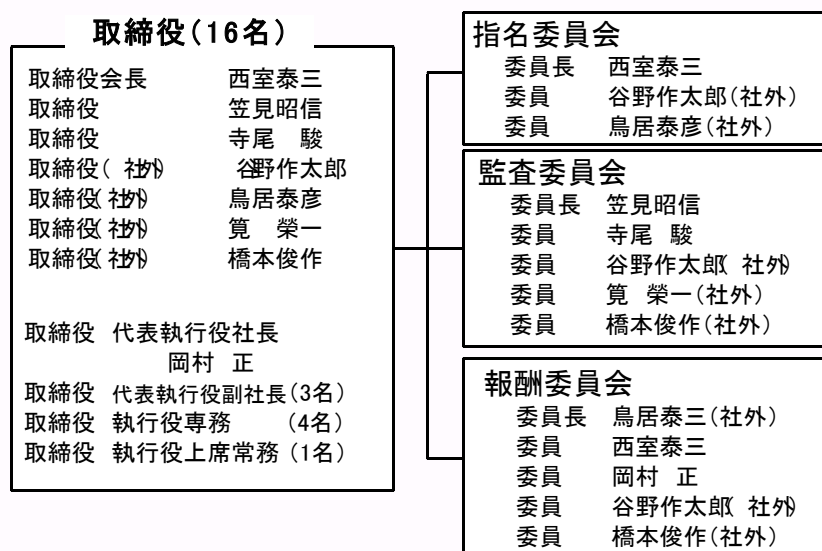 取締役(16名)
取締役会長 西室泰三
取締役 笠見昭信
取締役 寺尾 駿
取締役( 社外) 谷野作太郎
取締役(社外) 鳥居泰彦
取締役(社外) 筧 榮一
取締役(社外) 橋本俊作
取締役 代表執行役社長
岡村 正
取締役 代表執行役副社長(3名)
取締役 執行役専務 (4名)
取締役 執行役上席常務(1名)
指名委員会
委員長 西室泰三
委員 谷野作太郎(社外)
委員 鳥居泰彦(社外)
監査委員会
委員長 笠見昭信
委員 寺尾 駿
委員 谷野作太郎( 社外)
委員 筧 榮一(社外)
委員 橋本俊作(社外)
報酬委員会
委員長 鳥居泰三(社外)
委員 西室泰三
委員 岡村 正
委員 谷野作太郎( 社外)
委員 橋本俊作(社外)